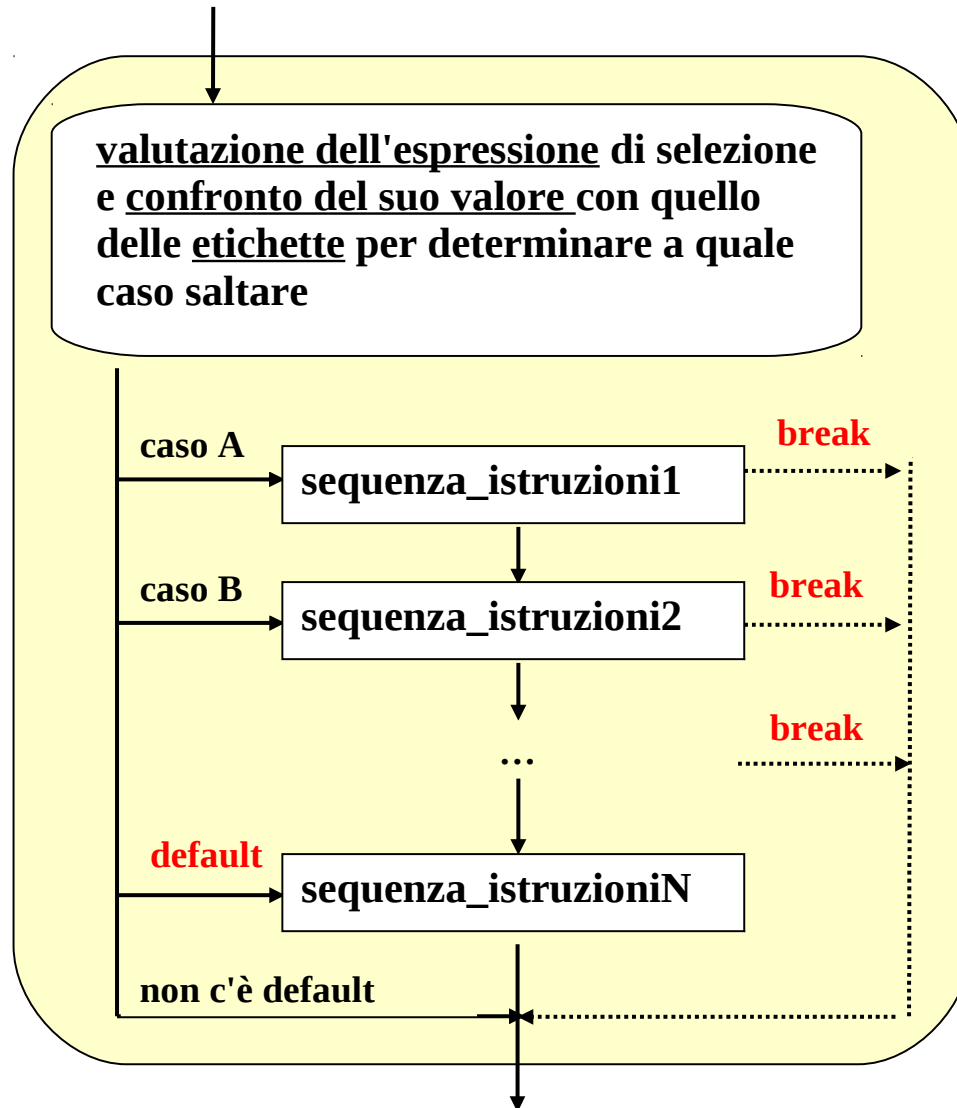 valutazione dell'espressione di selezione
e confronto del suo valore con quello
delle etichette per determinare a quale
caso saltare
caso A
break
sequenza_istruzioni1
caso B
break
sequenza_istruzioni2
break
...
default
sequenza_istruzioniN
non c'è default